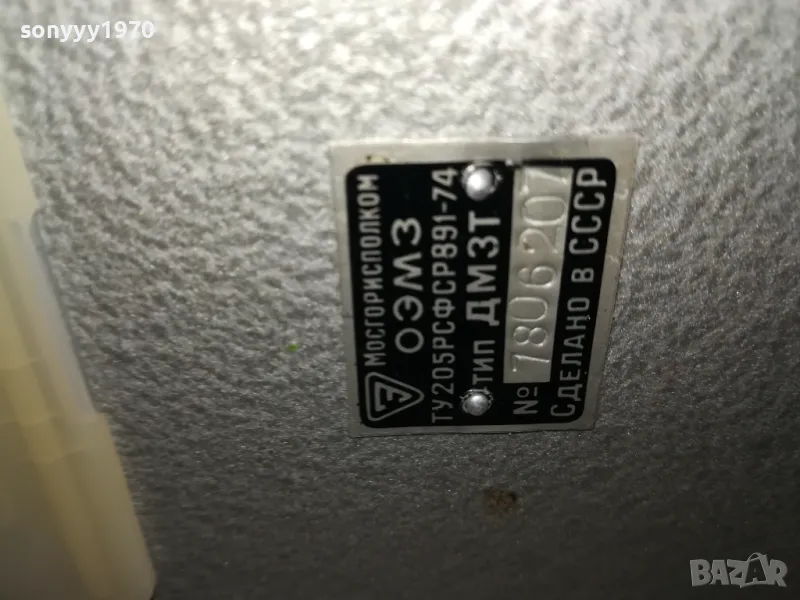 sonyyy1970
МОСГОРИСПОЛКОМ
ОЭМЗ
ТУ205РСФСР891-74
ТИП ДМЗТ
№ 7806207
СДЕЛАНО В СССР
BAZAR